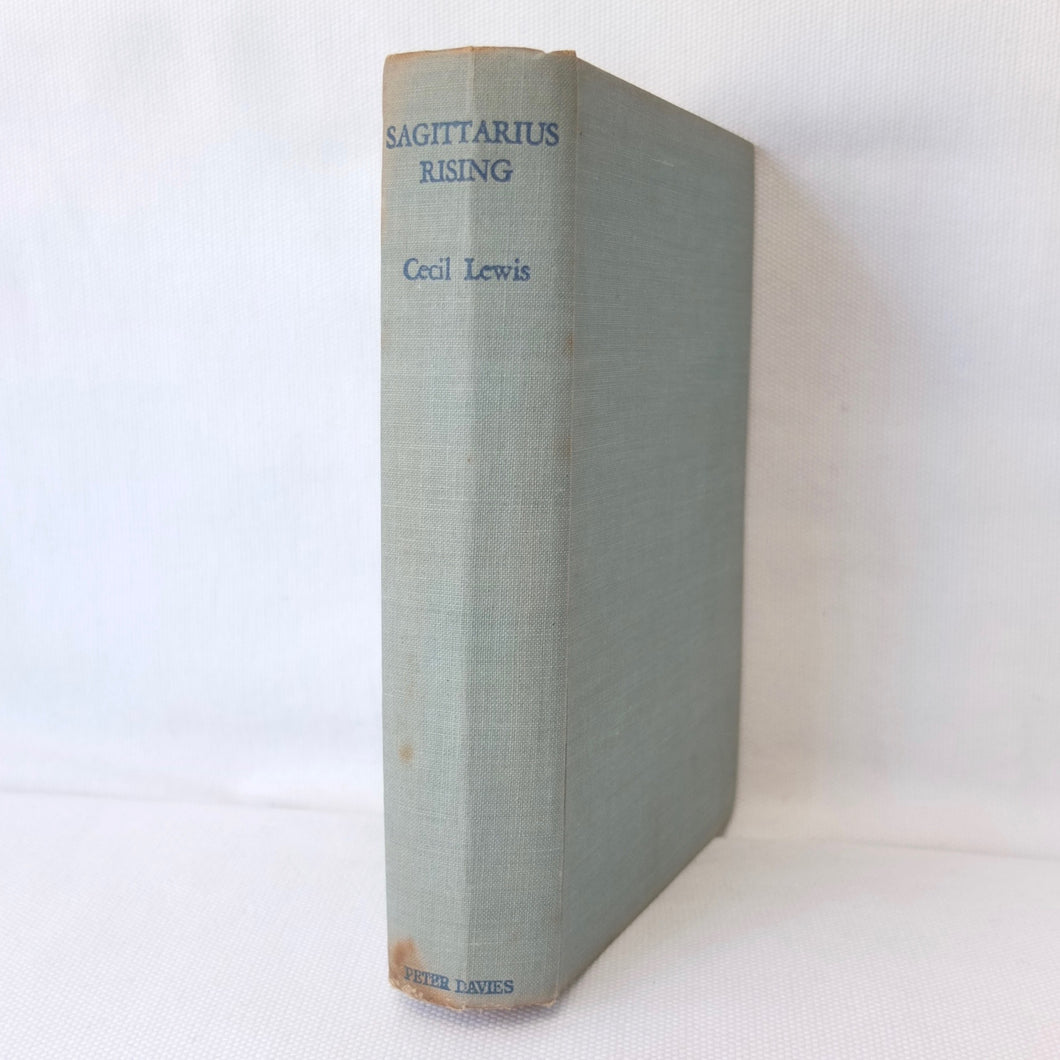 SAGITTARIUS
RISING
Cecil Lewis
PETER DAVIES